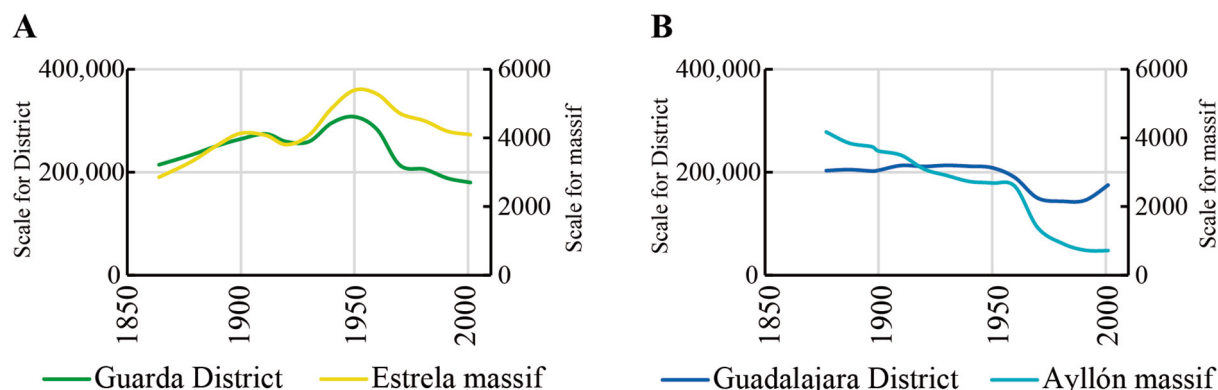 A
Scale for District
400,000
200,000
0
6000
4000
2000
0
Scale for massif
1850
1900
1950
2000
Guarda District
Estrela massif
B
Scale for District
400,000
200,000
0
6000
4000
2000
0
Scale for massif
1850
1900
1950
2000
Guadalajara District
Ayllón massif